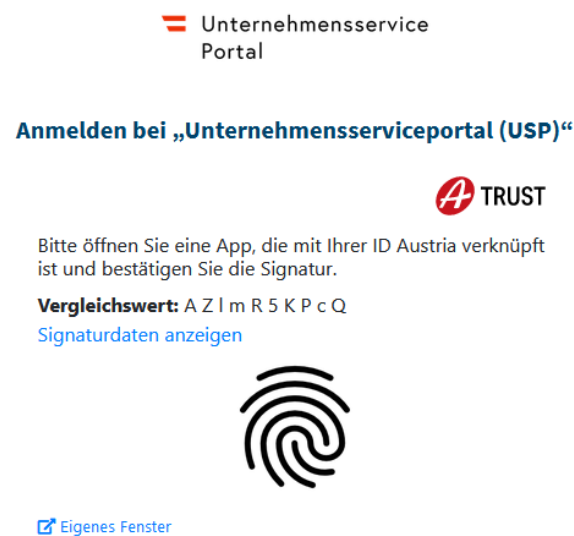 Unternehmensservice
Portal
Anmelden bei „Unternehmensserviceportal (USP)“
A TRUST
Bitte öffnen Sie eine App, die mit Ihrer ID Austria verknüpft
ist und bestätigen Sie die Signatur.
Vergleichswert: A Z l m R 5 K P c Q
Signaturdaten anzeigen
Eigenes Fenster